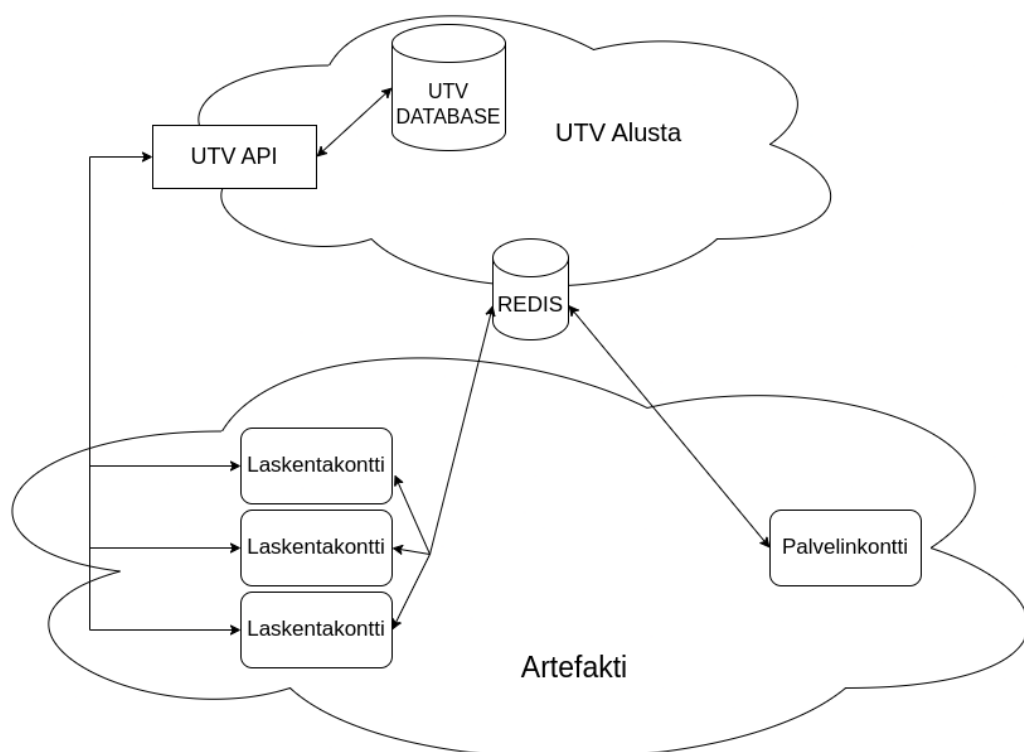 UTV
DATABASE
UTV Alusta
UTV API
REDIS
Laskentakontti
Laskentakontti
Laskentakontti
Palvelinkontti
Artefakti